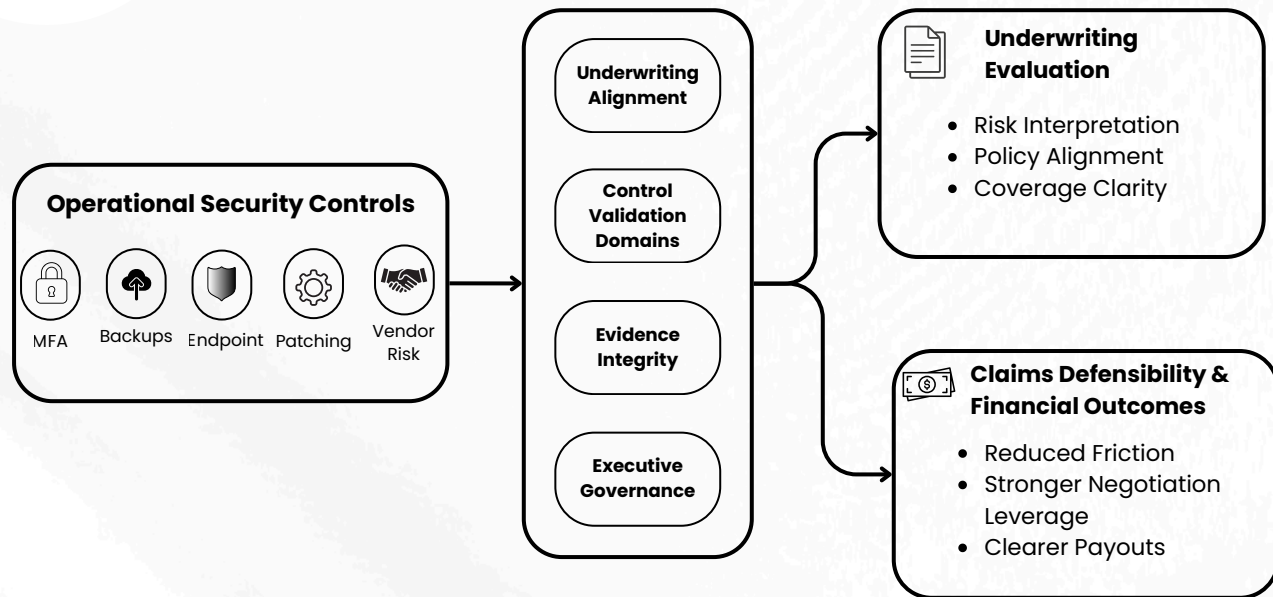 Operational Security Controls
MFA
Backups
Endpoint
Patching
Vendor
Risk
Underwriting
Alignment
Control
Validation
Domains
Evidence
Integrity
Executive
Governance
Underwriting
Evaluation
• Risk Interpretation
• Policy Alignment
• Coverage Clarity
$
Claims Defensibility &
Financial Outcomes
• Reduced Friction
• Stronger Negotiation
Leverage
• Clearer Payouts